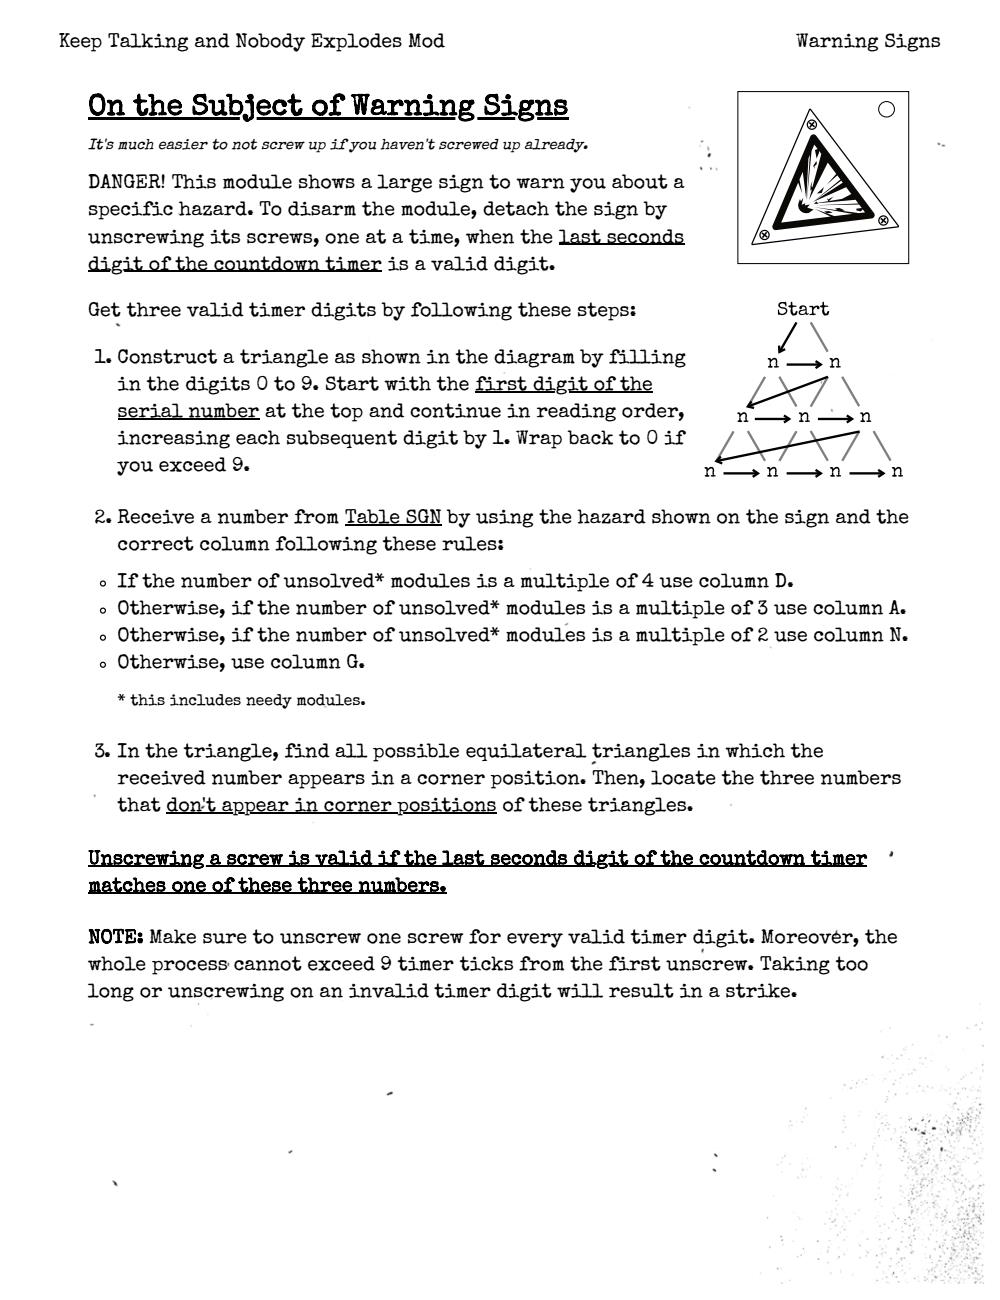 Keep Talking and Nobody Explodes Mod
Warning Signs
On the Subject of Warning Signs
It's much easier to not screw up if you haven't screwed up already.
DANGER! This module shows a large sign to warn you about a
specific hazard. To disarm the module, detach the sign by
unscrewing its screws, one at a time, when the last seconds
digit of the countdown timer is a valid digit.
Get three valid timer digits by following these steps:
1. Construct a triangle as shown in the diagram by filling
in the digits 0 to 9. Start with the first digit of the
serial number at the top and continue in reading order,
increasing each subsequent digit by 1. Wrap back to 0 if
you exceed 9.
Start
n n
n n n
n n n n
2. Receive a number from Table SGN by using the hazard shown on the sign and the
correct column following these rules:
If the number of unsolved* modules is a multiple of 4 use column D.
Otherwise, if the number of unsolved* modules is a multiple of 3 use column A.
Otherwise, if the number of unsolved* modules is a multiple of 2 use column N.
Otherwise, use column G.
* this includes needy modules.
3. In the triangle, find all possible equilateral triangles in which the
received number appears in a corner position. Then, locate the three numbers
that don't appear in corner positions of these triangles.
Unscrewing a screw is valid if the last seconds digit of the countdown timer
matches one of these three numbers.
NOTE: Make sure to unscrew one screw for every valid timer digit. Moreover, the
whole process cannot exceed 9 timer ticks from the first unscrew. Taking too
long or unscrewing on an invalid timer digit will result in a strike.